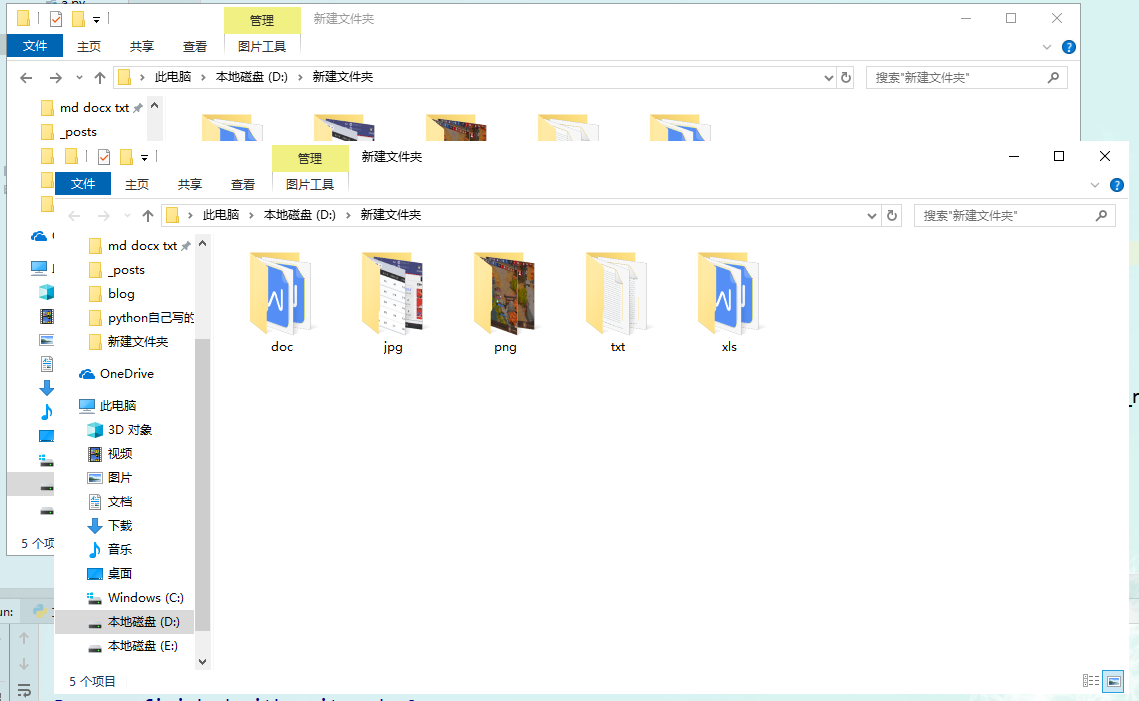 a.py
管理
新建文件夹
文件
主页
共享
查看
图片工具
此电脑
本地磁盘 (D:)
新建文件夹
搜索"新建文件夹"
md docx txt
_posts
5 个项
管理
新建文件夹
文件
主页
共享
查看
图片工具
此电脑
本地磁盘 (D:)
新建文件夹
搜索"新建文件夹"
md docx txt
_posts
blog
python自己写的
新建文件夹
OneDrive
此电脑
3D 对象
视频
图片
文档
下载
音乐
桌面
Windows (C:)
本地磁盘 (D:)
本地磁盘 (E:)
doc
jpg
png
txt
xls
5 个项目
_r
un: